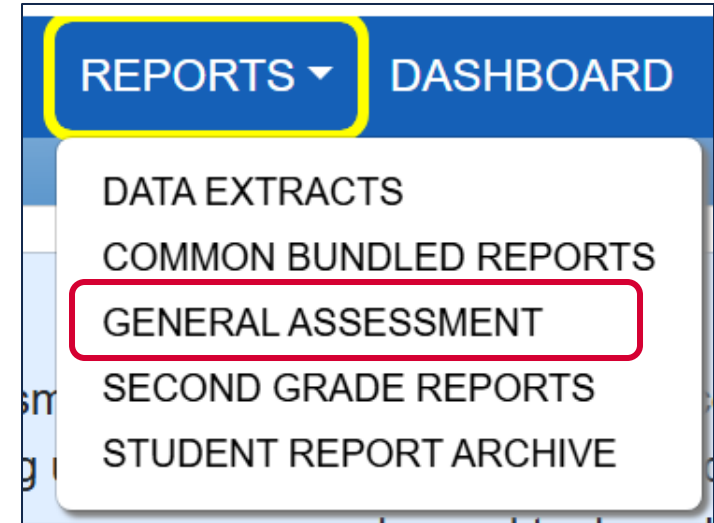 REPORTS DASHBOARD
DATA EXTRACTS
COMMON BUNDLED REPORTS
GENERAL ASSESSMENT
SECOND GRADE REPORTS
STUDENT REPORT ARCHIVE